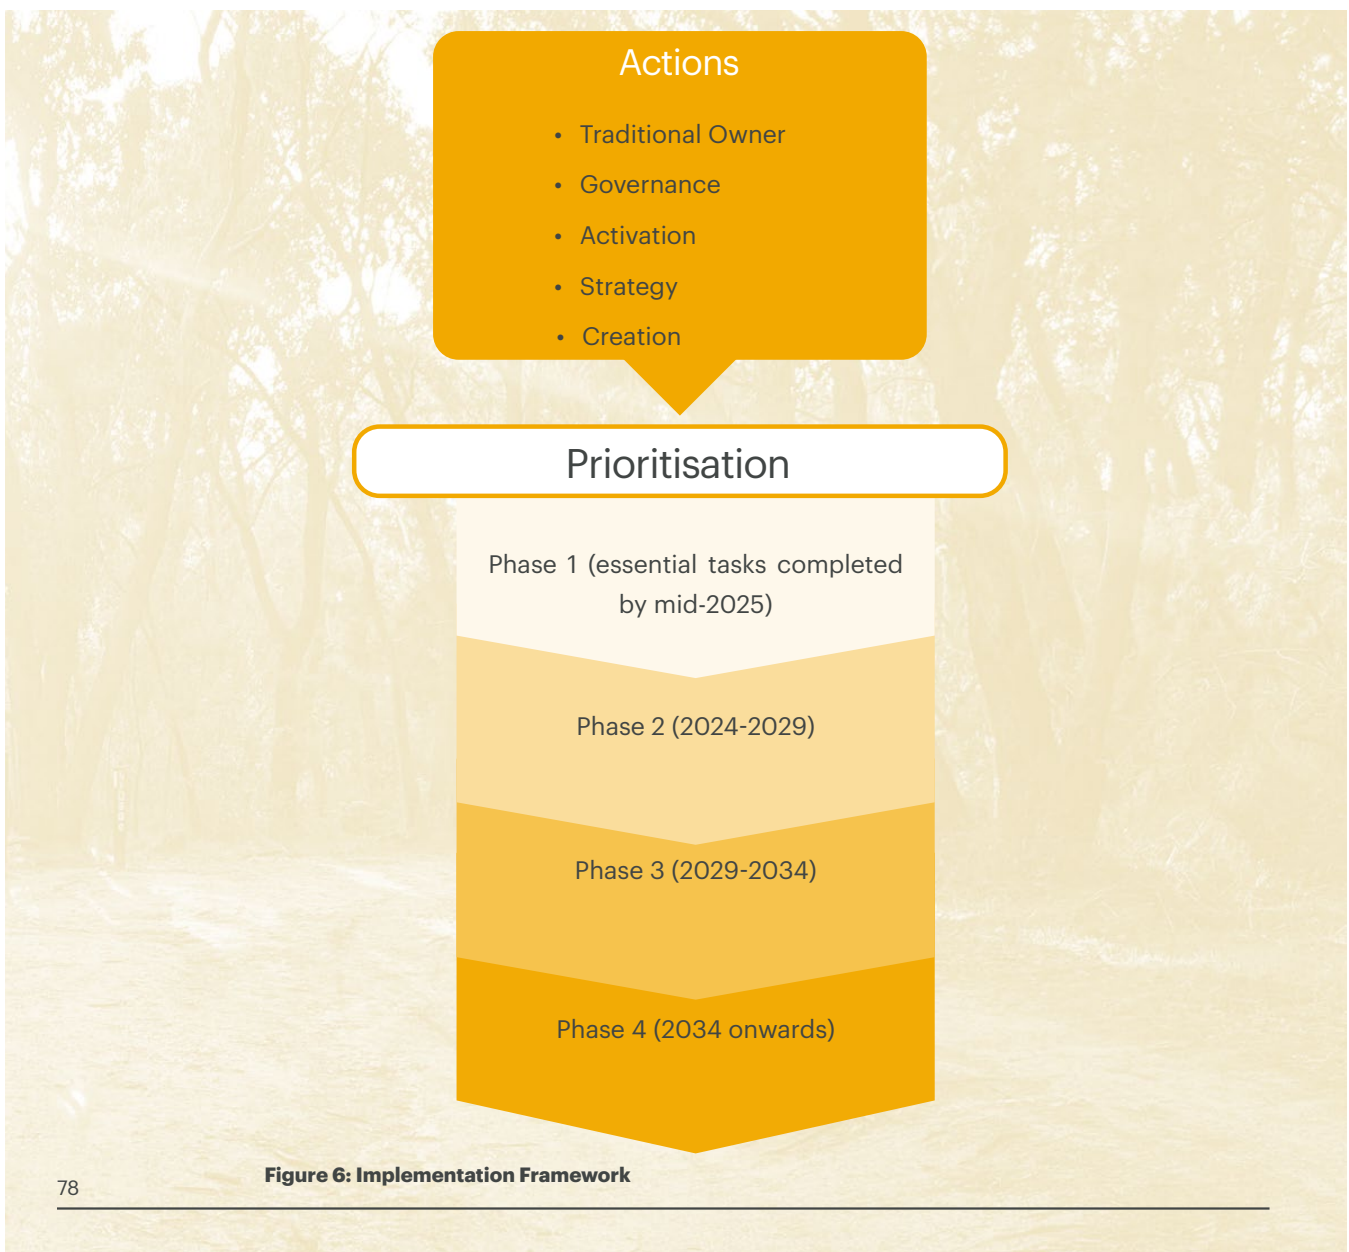 Actions
• Traditional Owner
• Governance
• Activation
• Strategy
• Creation
Prioritisation
Phase 1 (essential tasks completed
by mid-2025)
Phase 2 (2024-2029)
Phase 3 (2029-2034)
Phase 4 (2034 onwards)
Figure 6: Implementation Framework
78